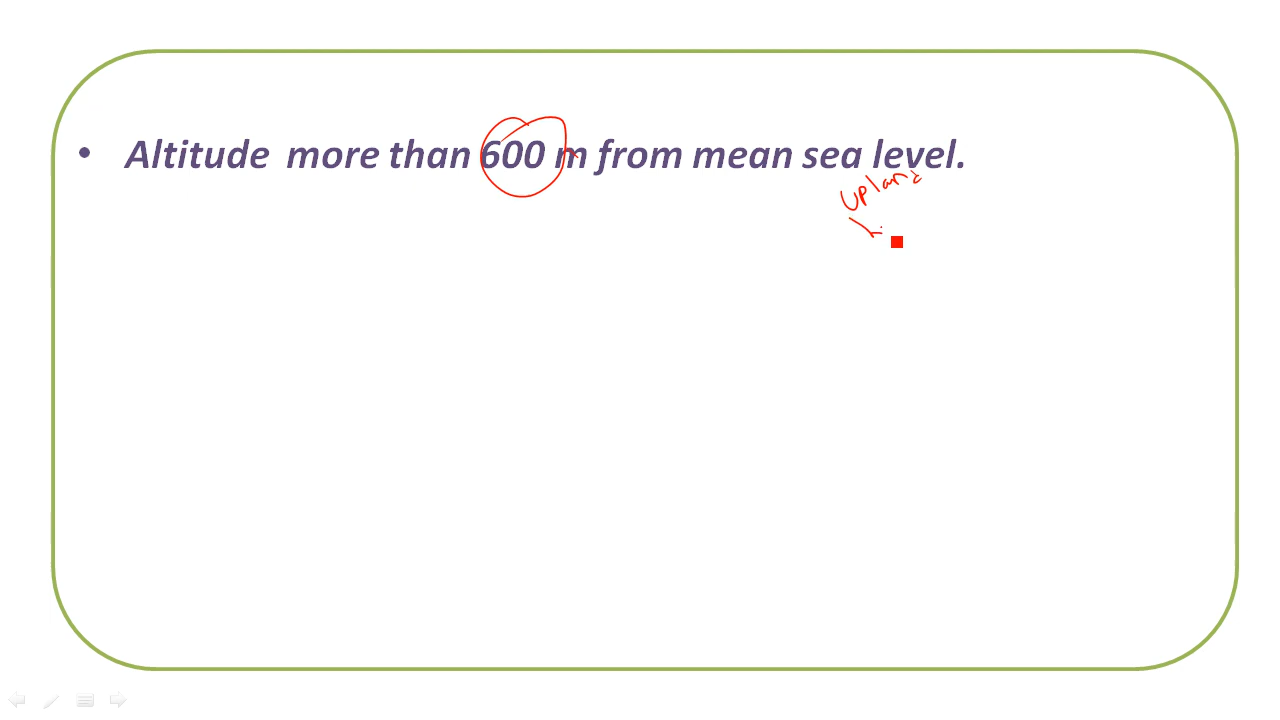 • Altitude more than 600 m from mean sea level.
upland